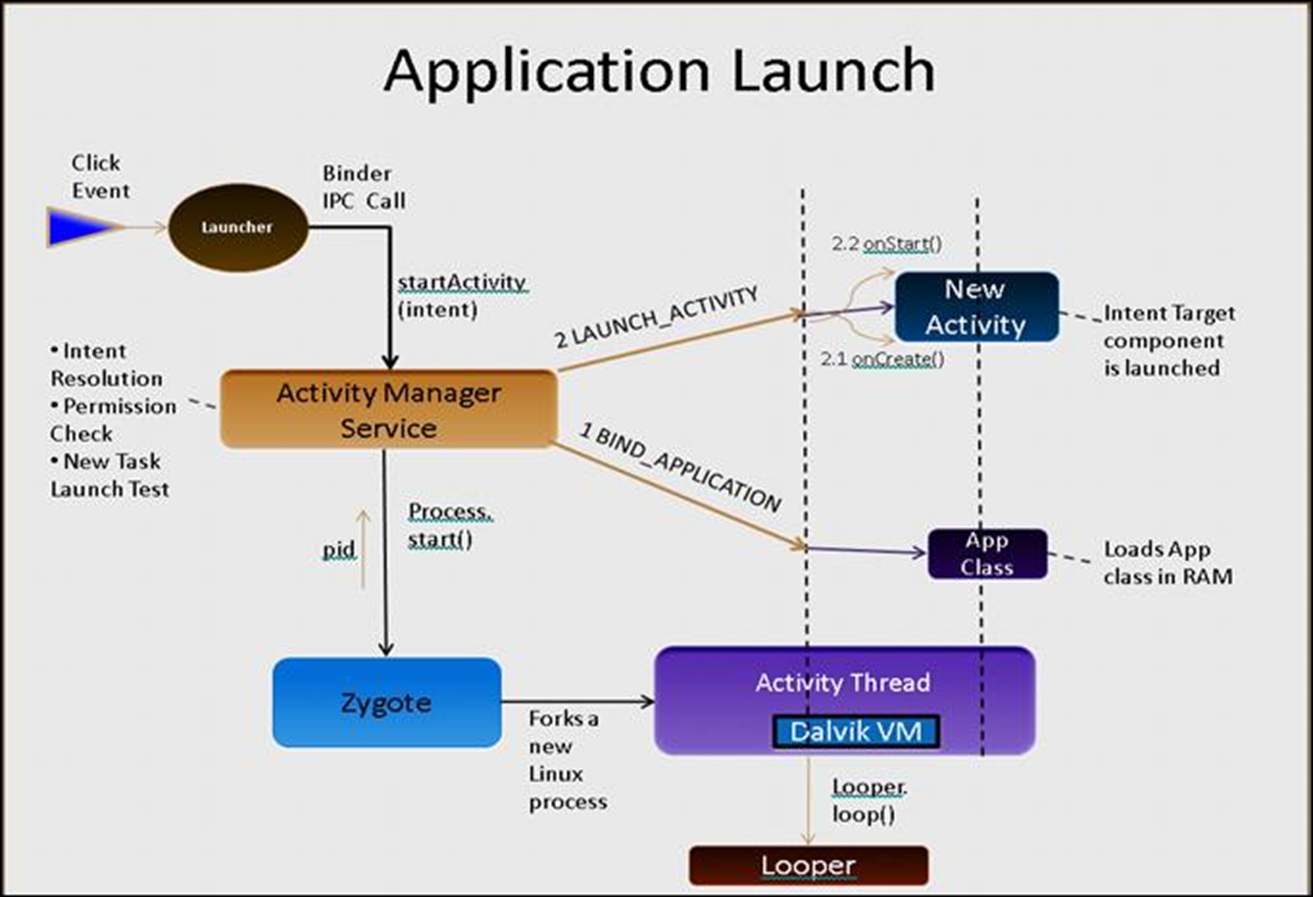 Application Launch
Click
Event
Binder
IPC Call
Launcher
startActivity
(intent)
2.2 onStart()
2 LAUNCH_ACTIVITY
New
Activity
2.1 onCreate()
Intent Target
component
is launched
• Intent
Resolution
• Permission
Check
• New Task
Launch Test
Activity Manager
Service
1 BIND_APPLICATION
Process.
start()
pid
App
Class
Loads App
class in RAM
Zygote
Forks a
new
Linux
process
Activity Thread
Dalvik VM
Looper.
loop()
Looper